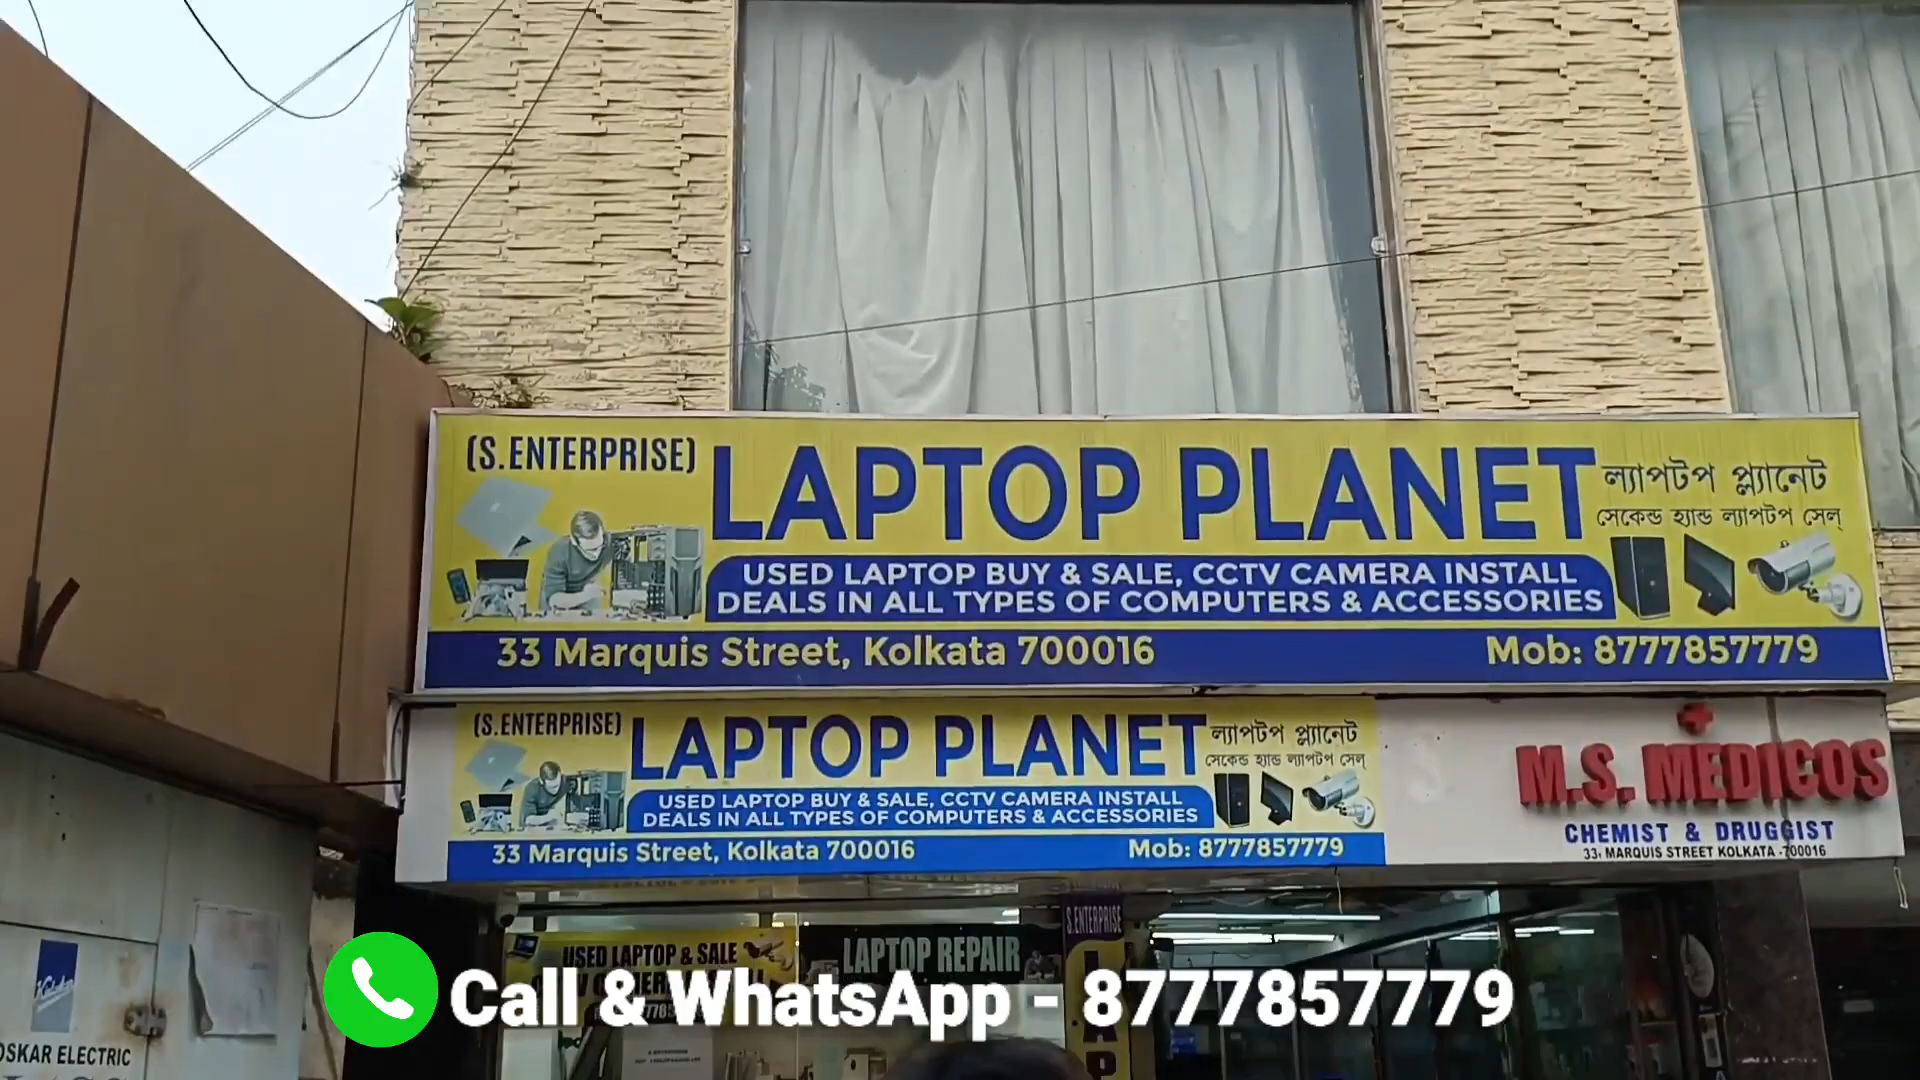 (S.ENTERPRISE)
LAPTOP PLANET
ল্যাপটপ প্ল্যানেট
সেকেন্ড হ্যান্ড ল্যাপটপ সেল্
USED LAPTOP BUY & SALE, CCTV CAMERA INSTALL
DEALS IN ALL TYPES OF COMPUTERS & ACCESSORIES
33 Marquis Street, Kolkata 700016
Mob: 8777857779
(S.ENTERPRISE)
LAPTOP PLANET
ল্যাপটপ প্ল্যানেট
সেকেন্ড হ্যান্ড ল্যাপটপ সেল্
USED LAPTOP BUY & SALE, CCTV CAMERA INSTALL
DEALS IN ALL TYPES OF COMPUTERS & ACCESSORIES
33 Marquis Street, Kolkata 700016
Mob: 8777857779
M.S. MEDICOS
CHEMIST & DRUGGIST
33, MARQUIS STREET KOLKATA -700016
USED LAPTOP & SALE
LAPTOP REPAIR
S.ENTERPRISE
Call & WhatsApp - 8777857779
OSKAR ELECTRIC